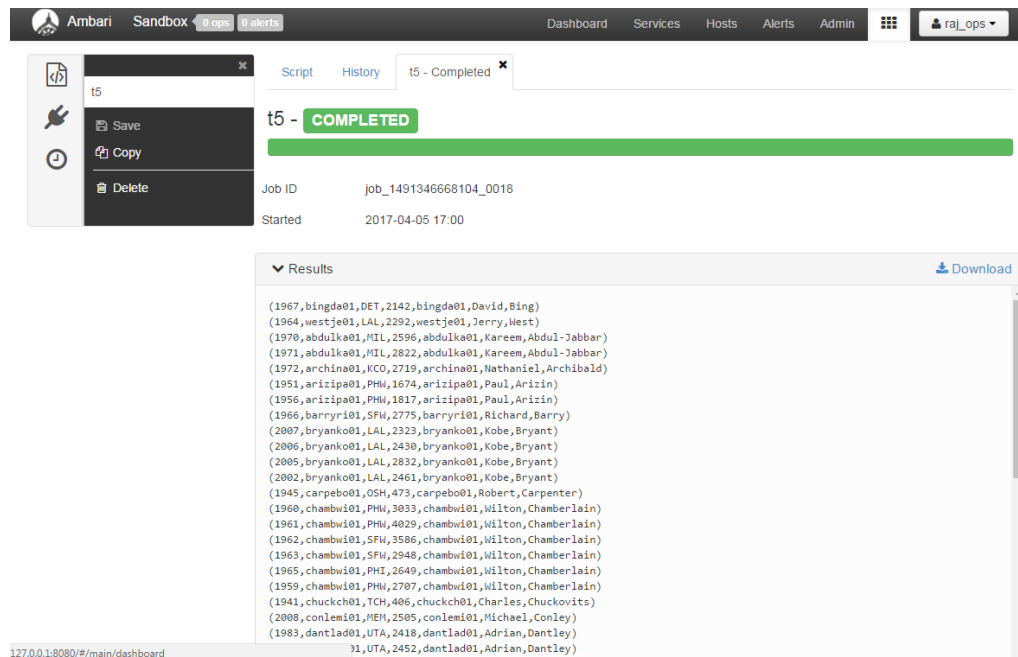 Ambari Sandbox 0 ops 0 alerts Dashboard Services Hosts Alerts Admin raj_ops
t5
Save
Copy
Delete
Script History t5 - Completed
t5 - COMPLETED
Job ID job_1491346668104_0018
Started 2017-04-05 17:00
Results Download
(1967,bingda01,DET,2142,bingda01,David,Bing)
(1964,westje01,LAL,2292,westje01,Jerry,West)
(1970,abdulka01,MIL,2596,abdulka01,Kareem,Abdul-Jabbar)
(1971,abdulka01,MIL,2822,abdulka01,Kareem,Abdul-Jabbar)
(1972,archina01,KCO,2719,archina01,Nathaniel,Archibald)
(1951,arizipa01,PHW,1674,arizipa01,Paul,Arizin)
(1956,arizipa01,PHW,1817,arizipa01,Paul,Arizin)
(1966,barryri01,SFW,2775,barryri01,Richard,Barry)
(2007,bryanko01,LAL,2323,bryanko01,Kobe,Bryant)
(2006,bryanko01,LAL,2430,bryanko01,Kobe,Bryant)
(2005,bryanko01,LAL,2832,bryanko01,Kobe,Bryant)
(2002,bryanko01,LAL,2461,bryanko01,Kobe,Bryant)
(1945,carpebo01,OSH,473,carpebo01,Robert,Carpenter)
(1960,chambwi01,PHW,3033,chambwi01,Wilton,Chamberlain)
(1961,chambwi01,PHW,4029,chambwi01,Wilton,Chamberlain)
(1962,chambwi01,SFW,3586,chambwi01,Wilton,Chamberlain)
(1963,chambwi01,SFW,2948,chambwi01,Wilton,Chamberlain)
(1965,chambwi01,PHI,2649,chambwi01,Wilton,Chamberlain)
(1959,chambwi01,PHW,2707,chambwi01,Wilton,Chamberlain)
(1941,chuckch01,TCH,406,chuckch01,Charles,Chuckovits)
(2008,conlemi01,MEM,2505,conlemi01,Michael,Conley)
(1983,dantlad01,UTA,2418,dantlad01,Adrian,Dantley)
127.0.0.1:8080/#/main/dashboard 01,UTA,2452,dantlad01,Adrian,Dantley)